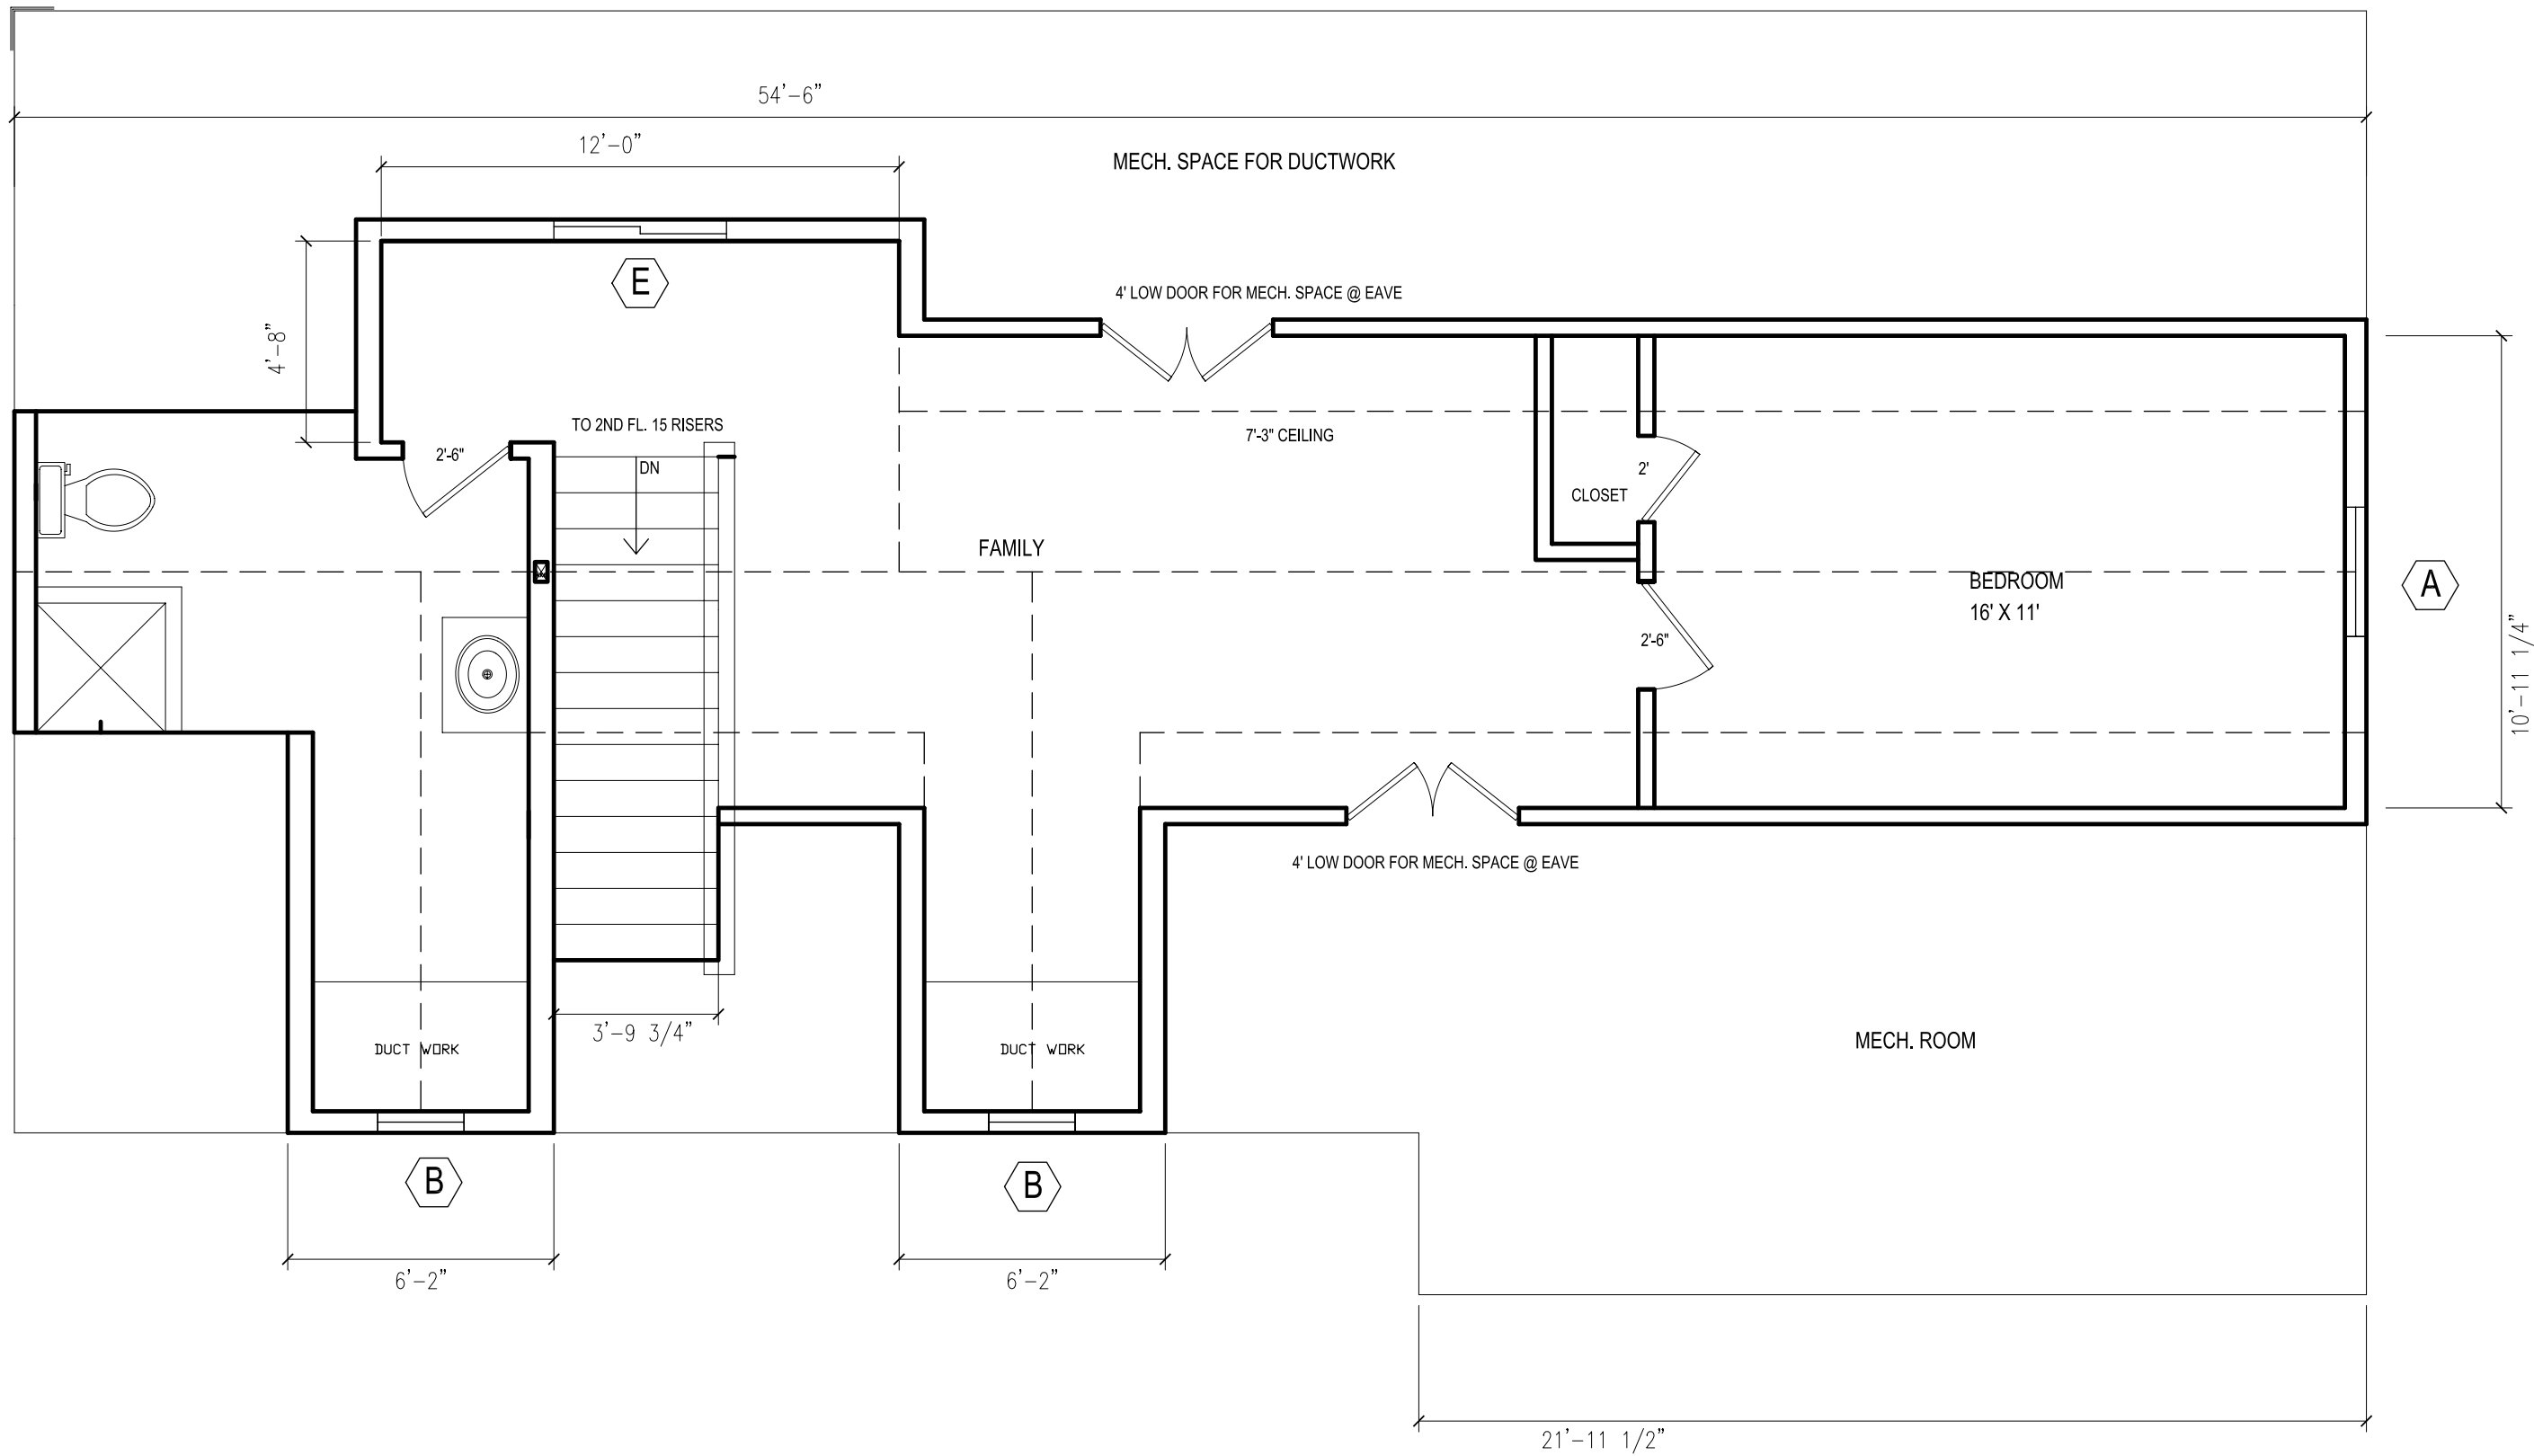 54'-6"
12'-0"
MECH. SPACE FOR DUCTWORK
E
4' LOW DOOR FOR MECH. SPACE @ EAVE
4'-8"
TO 2ND FL. 15 RISERS
7'-3" CEILING
2'-6"
DN
2'
CLOSET
FAMILY
BEDROOM
16' X 11'
A
2'-6"
10'-11 1/4"
4' LOW DOOR FOR MECH. SPACE @ EAVE
3'-9 3/4"
DUCT WORK
DUCT WORK
MECH. ROOM
B
B
6'-2"
6'-2"
21'-11 1/2"